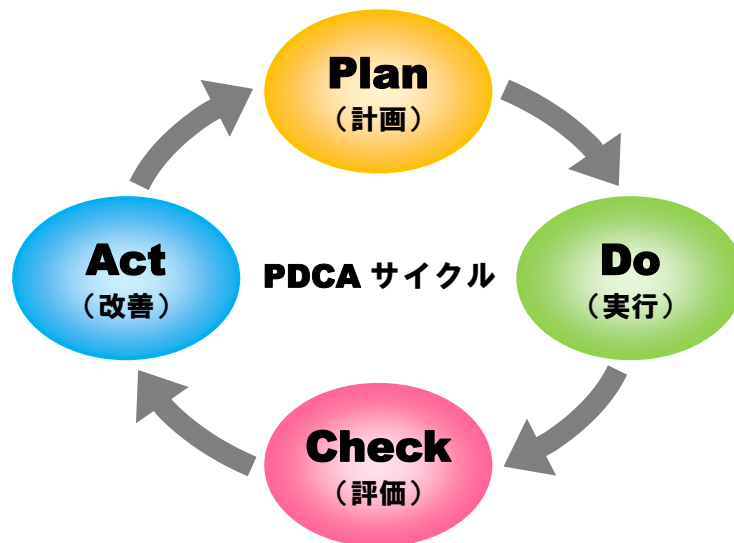 Plan
（計画）
Act
（改善）
PDCA サイクル
Do
（実行）
Check
（評価）